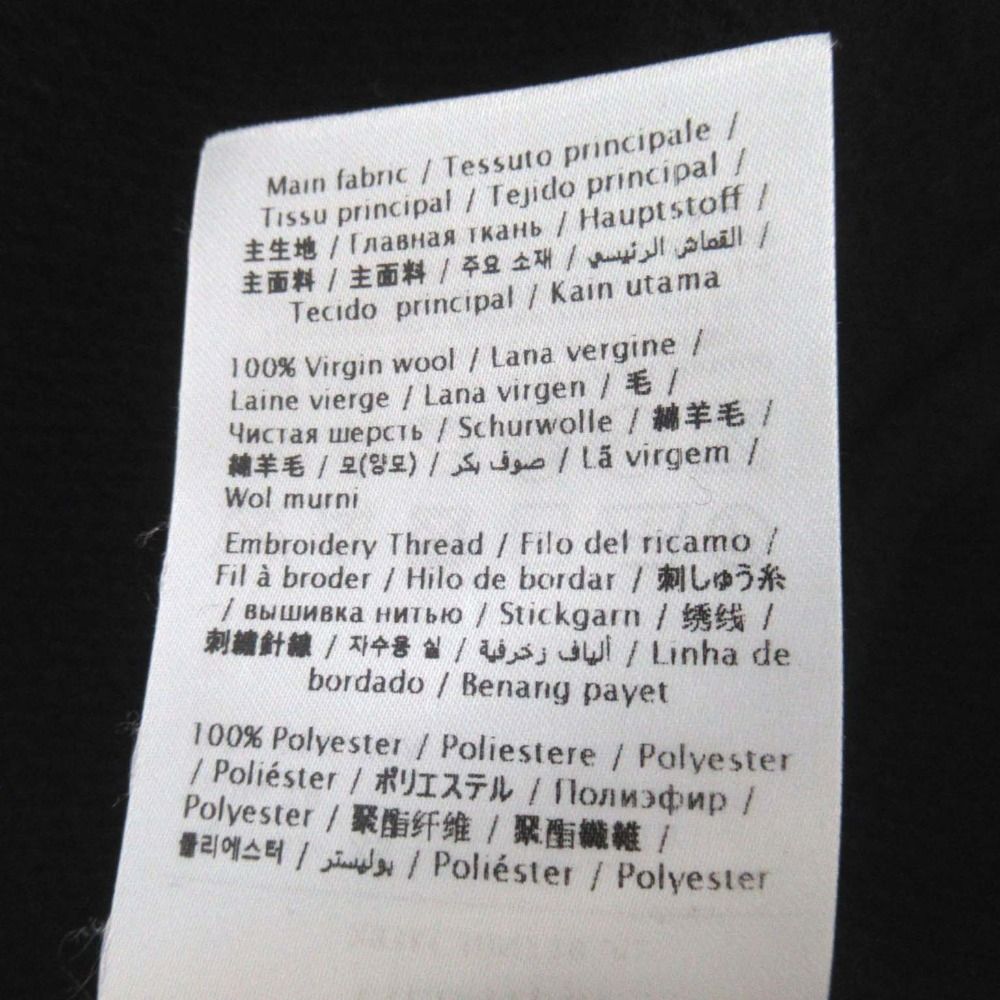 Main fabric / Tessuto principale /
Tissu principal / Tejido principal /
主生地 / Главная ткань / Hauptstoff /
主面料 / 主面料 / 주요 소재 / القماش الرئيسي /
Tecido principal / Kain utama
100% Virgin wool / Lana vergine /
Laine vierge / Lana virgen / 毛 /
Чистая шерсть / Schurwolle / 綿羊毛 /
綿羊毛 / 모(양모) / صوف بكر / Lã virgem /
Wol murni
Embroidery Thread / Filo del ricamo /
Fil à broder / Hilo de bordar / 刺しゅう糸
/ вышивка нитью / Stickgarn / 绣线 /
刺繡針線 / 자수용 실 / ألياف زخرفية / Linha de
bordado / Benang payet
100% Polyester / Poliestere / Polyester
/ Poliéster / ポリエステル / Полиэфир /
Polyester / 聚酯纤维 / 聚酯纖維 /
폴리에스터 / بوليستر / Poliéster / Polyester